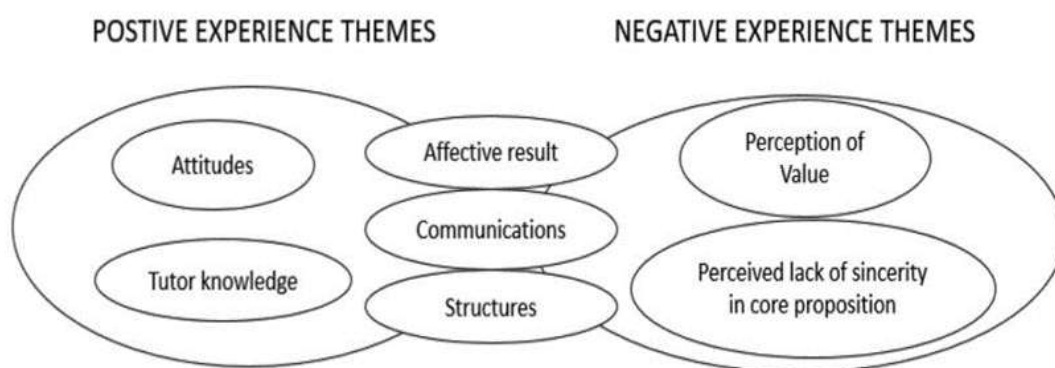 POSTIVE EXPERIENCE THEMES
NEGATIVE EXPERIENCE THEMES
Attitudes
Tutor knowledge
Affective result
Communications
Structures
Perception of
Value
Perceived lack of sincerity
in core proposition